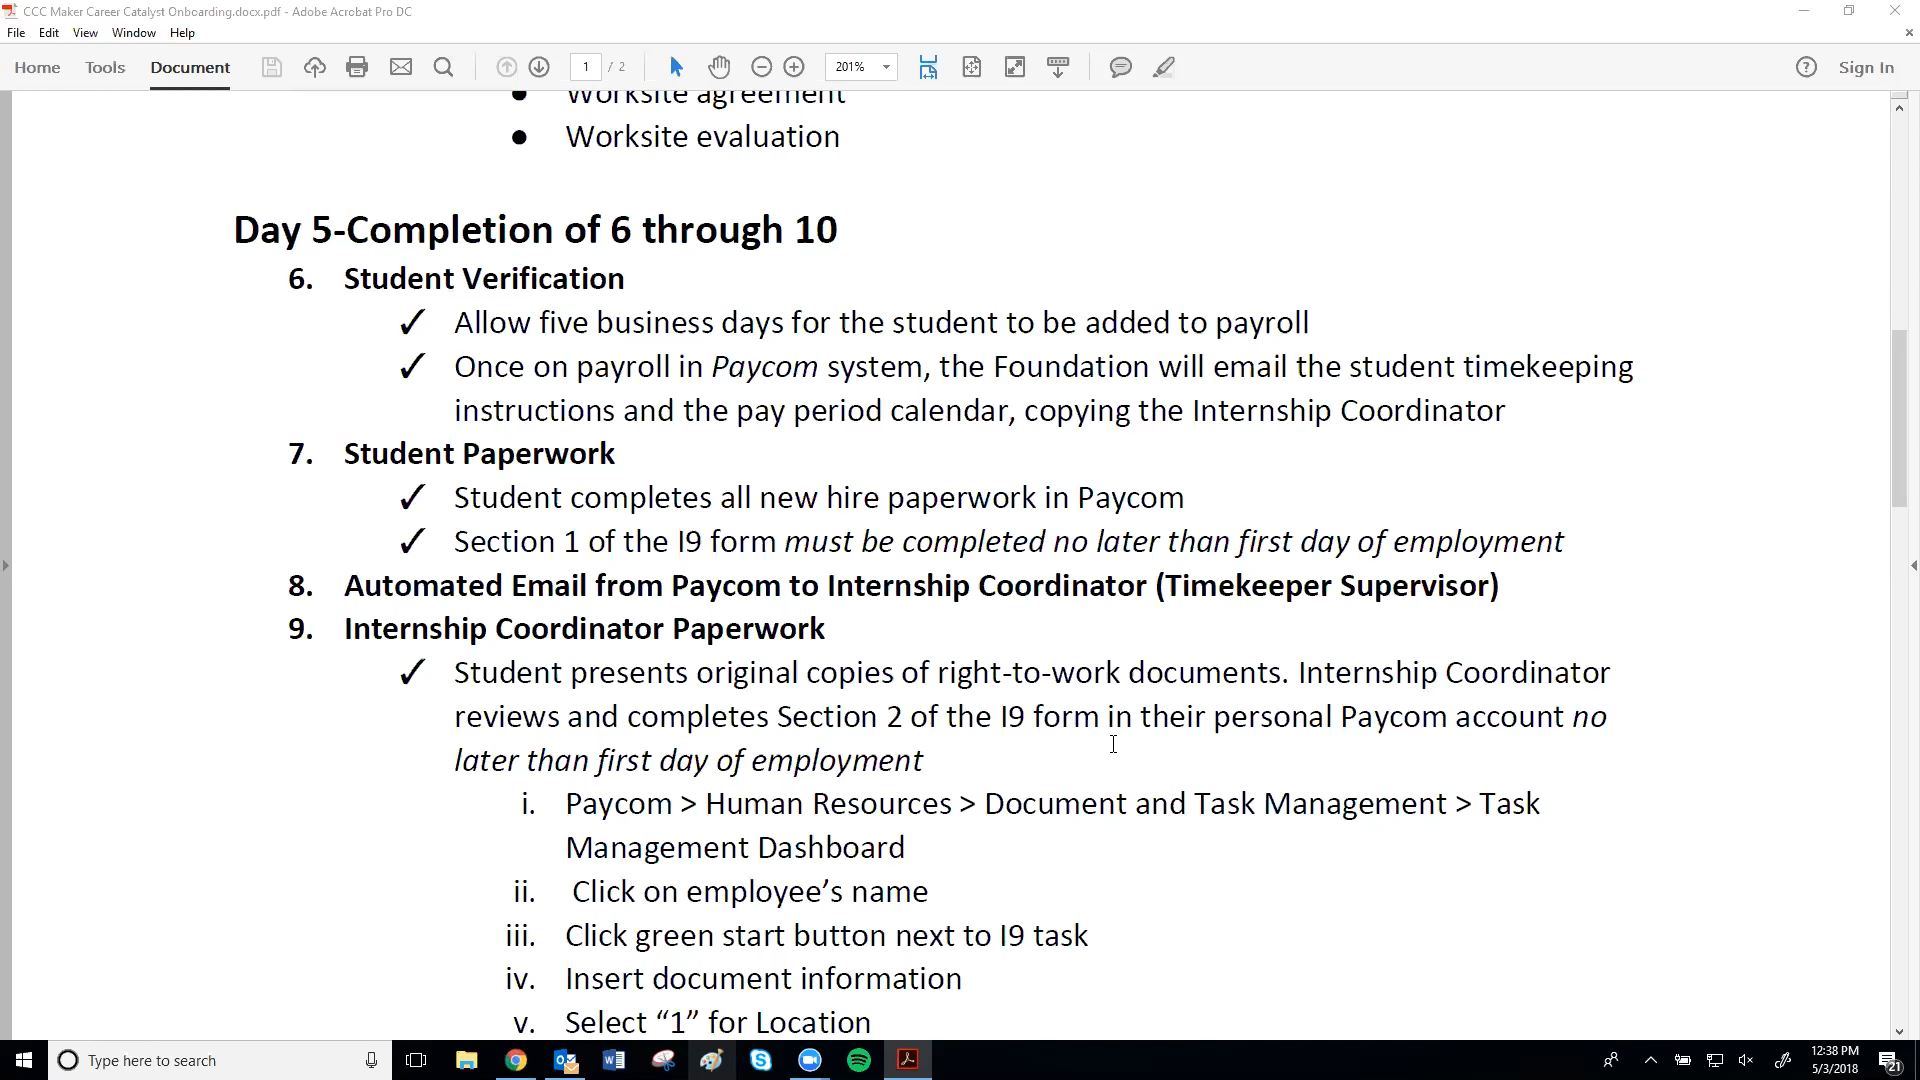 CCC Maker Career Catalyst Onboarding.docx.pdf - Adobe Acrobat Pro DC
File Edit View Window Help
Home Tools Document 1 / 2 201% Sign In
● Worksite agreement
● Worksite evaluation
Day 5-Completion of 6 through 10
6. Student Verification
✓ Allow five business days for the student to be added to payroll
✓ Once on payroll in Paycom system, the Foundation will email the student timekeeping
instructions and the pay period calendar, copying the Internship Coordinator
7. Student Paperwork
✓ Student completes all new hire paperwork in Paycom
✓ Section 1 of the I9 form must be completed no later than first day of employment
8. Automated Email from Paycom to Internship Coordinator (Timekeeper Supervisor)
9. Internship Coordinator Paperwork
✓ Student presents original copies of right-to-work documents. Internship Coordinator
reviews and completes Section 2 of the I9 form in their personal Paycom account no
later than first day of employment
i. Paycom > Human Resources > Document and Task Management > Task
Management Dashboard
ii. Click on employee’s name
iii. Click green start button next to I9 task
iv. Insert document information
v. Select “1” for Location
Type here to search
12:38 PM
5/3/2018
21